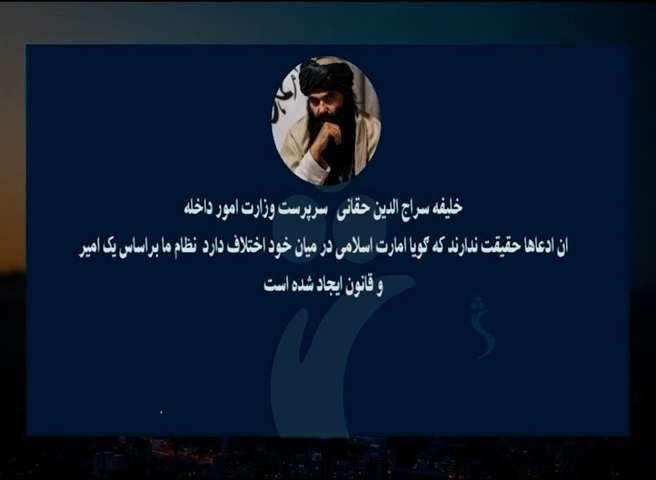 خلیفه سراج الدین حقانی سرپرست وزارت امور داخله
ان ادعاها حقیقت ندارند که گویا امارت اسلامی در میان خود اختلاف دارد نظام ما براساس یک امیر
و قانون ایجاد شده است